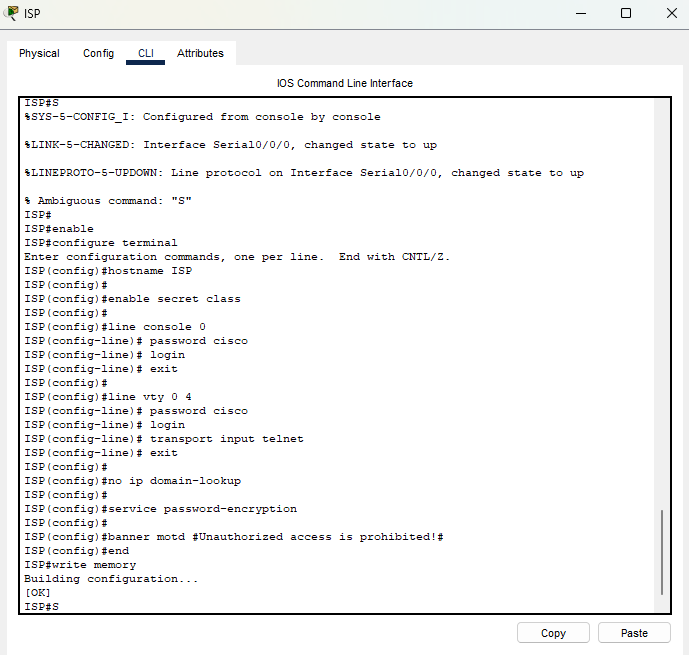 ISP
Physical Config CLI Attributes
IOS Command Line Interface
ISP#S
%SYS-5-CONFIG_I: Configured from console by console
%LINK-5-CHANGED: Interface Serial0/0/0, changed state to up
%LINEPROTO-5-UPDOWN: Line protocol on Interface Serial0/0/0, changed state to up
% Ambiguous command: "S"
ISP#
ISP#enable
ISP#configure terminal
Enter configuration commands, one per line.  End with CNTL/Z.
ISP(config)#hostname ISP
ISP(config)#
ISP(config)#enable secret class
ISP(config)#
ISP(config)#line console 0
ISP(config-line)# password cisco
ISP(config-line)# login
ISP(config-line)# exit
ISP(config)#
ISP(config)#line vty 0 4
ISP(config-line)# password cisco
ISP(config-line)# login
ISP(config-line)# transport input telnet
ISP(config-line)# exit
ISP(config)#
ISP(config)#no ip domain-lookup
ISP(config)#
ISP(config)#service password-encryption
ISP(config)#
ISP(config)#banner motd #Unauthorized access is prohibited!#
ISP(config)#end
ISP#write memory
Building configuration...
[OK]
ISP#S
Copy Paste